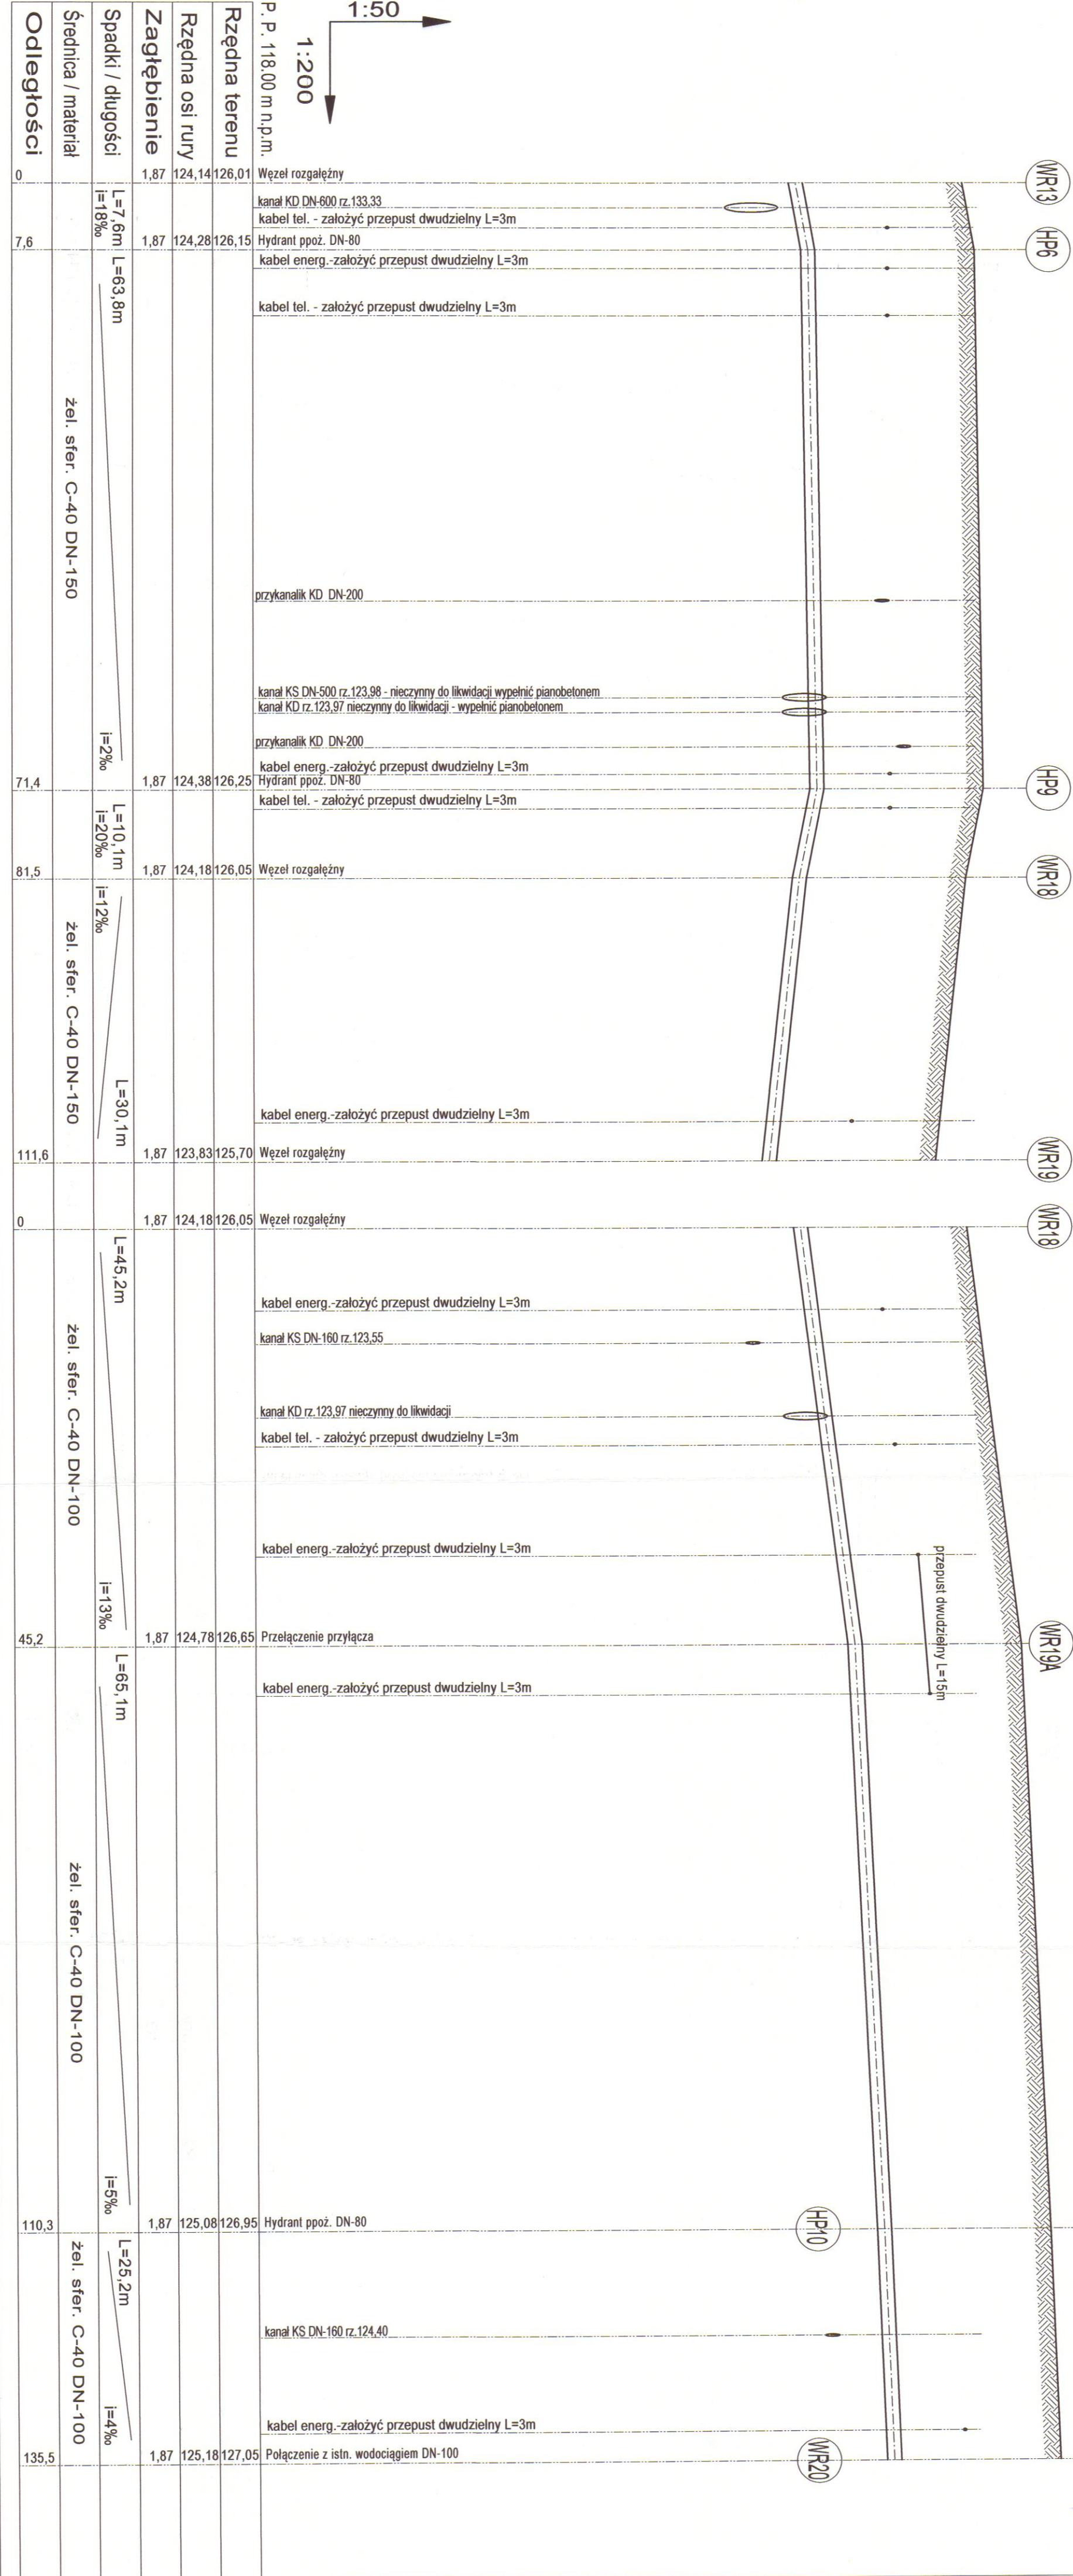 1:50
1:200
P. P. 118.00 m n.p.m.
Rzędna terenu
Rzędna osi rury
Zagłębienie
Spadki / długości
Średnica / materiał
Odległości
WR13
0
1,87
124,14
126,01
Węzeł rozgałęźny
kanał KD DN-600 rz.133,33
kabel tel. - założyć przepust dwudzielny L=3m
L=7,6m
i=18‰
HP6
7,6
1,87
124,28
126,15
Hydrant ppoż. DN-80
kabel energ.-założyć przepust dwudzielny L=3m
kabel tel. - założyć przepust dwudzielny L=3m
L=63,8m
żel. sfer. C-40 DN-150
przykanalik KD DN-200
kanał KS DN-500 rz.123,98 - nieczynny do likwidacji wypełnić pianobetonem
kanał KD rz.123,97 nieczynny do likwidacji - wypełnić pianobetonem
przykanalik KD DN-200
i=2‰
kabel energ.-założyć przepust dwudzielny L=3m
HP9
71,4
1,87
124,38
126,25
Hydrant ppoż. DN-80
kabel tel. - założyć przepust dwudzielny L=3m
L=10,1m
i=20‰
WR18
81,5
1,87
124,18
126,05
Węzeł rozgałęźny
i=12‰
żel. sfer. C-40 DN-150
L=30,1m
kabel energ.-założyć przepust dwudzielny L=3m
WR19
111,6
1,87
123,83
125,70
Węzeł rozgałęźny
WR18
0
1,87
124,18
126,05
Węzeł rozgałęźny
L=45,2m
kabel energ.-założyć przepust dwudzielny L=3m
kanał KS DN-160 rz.123,55
żel. sfer. C-40 DN-100
kanał KD rz.123,97 nieczynny do likwidacji
kabel tel. - założyć przepust dwudzielny L=3m
kabel energ.-założyć przepust dwudzielny L=3m
przepust dwudzielny L=15m
i=13‰
WR19A
45,2
1,87
124,78
126,65
Przełączenie przyłącza
L=65,1m
kabel energ.-założyć przepust dwudzielny L=3m
żel. sfer. C-40 DN-100
i=5‰
HP10
110,3
1,87
125,08
126,95
Hydrant ppoż. DN-80
L=25,2m
żel. sfer. C-40 DN-100
kanał KS DN-160 rz.124,40
i=4‰
kabel energ.-założyć przepust dwudzielny L=3m
WR20
135,5
1,87
125,18
127,05
Połączenie z istn. wodociągiem DN-100